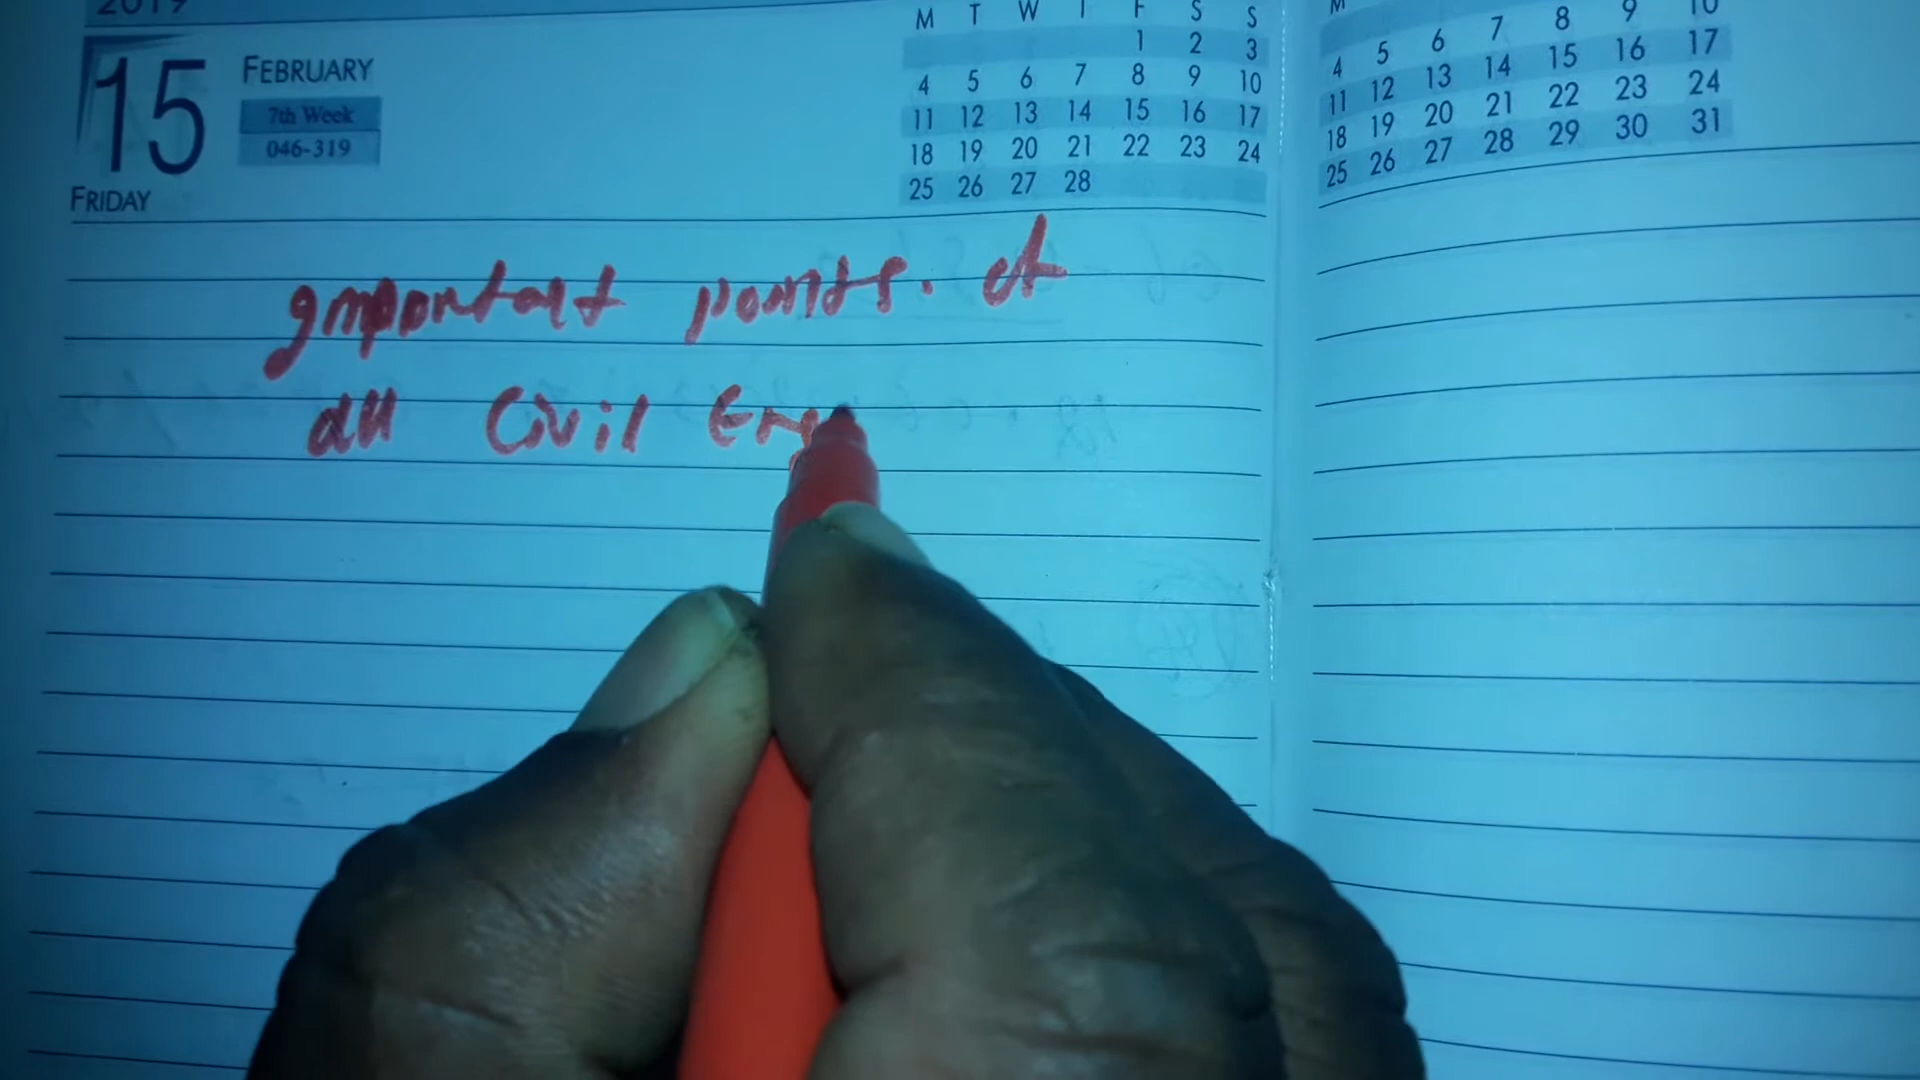 2019
15 FEBRUARY
7th Week
046-319
FRIDAY
M T W T F S S
1 2 3
4 5 6 7 8 9 10
11 12 13 14 15 16 17
18 19 20 21 22 23 24
25 26 27 28
M
4 5 6 7 8 9 10
11 12 13 14 15 16 17
18 19 20 21 22 23 24
25 26 27 28 29 30 31
Important points. of
all Civil Eng